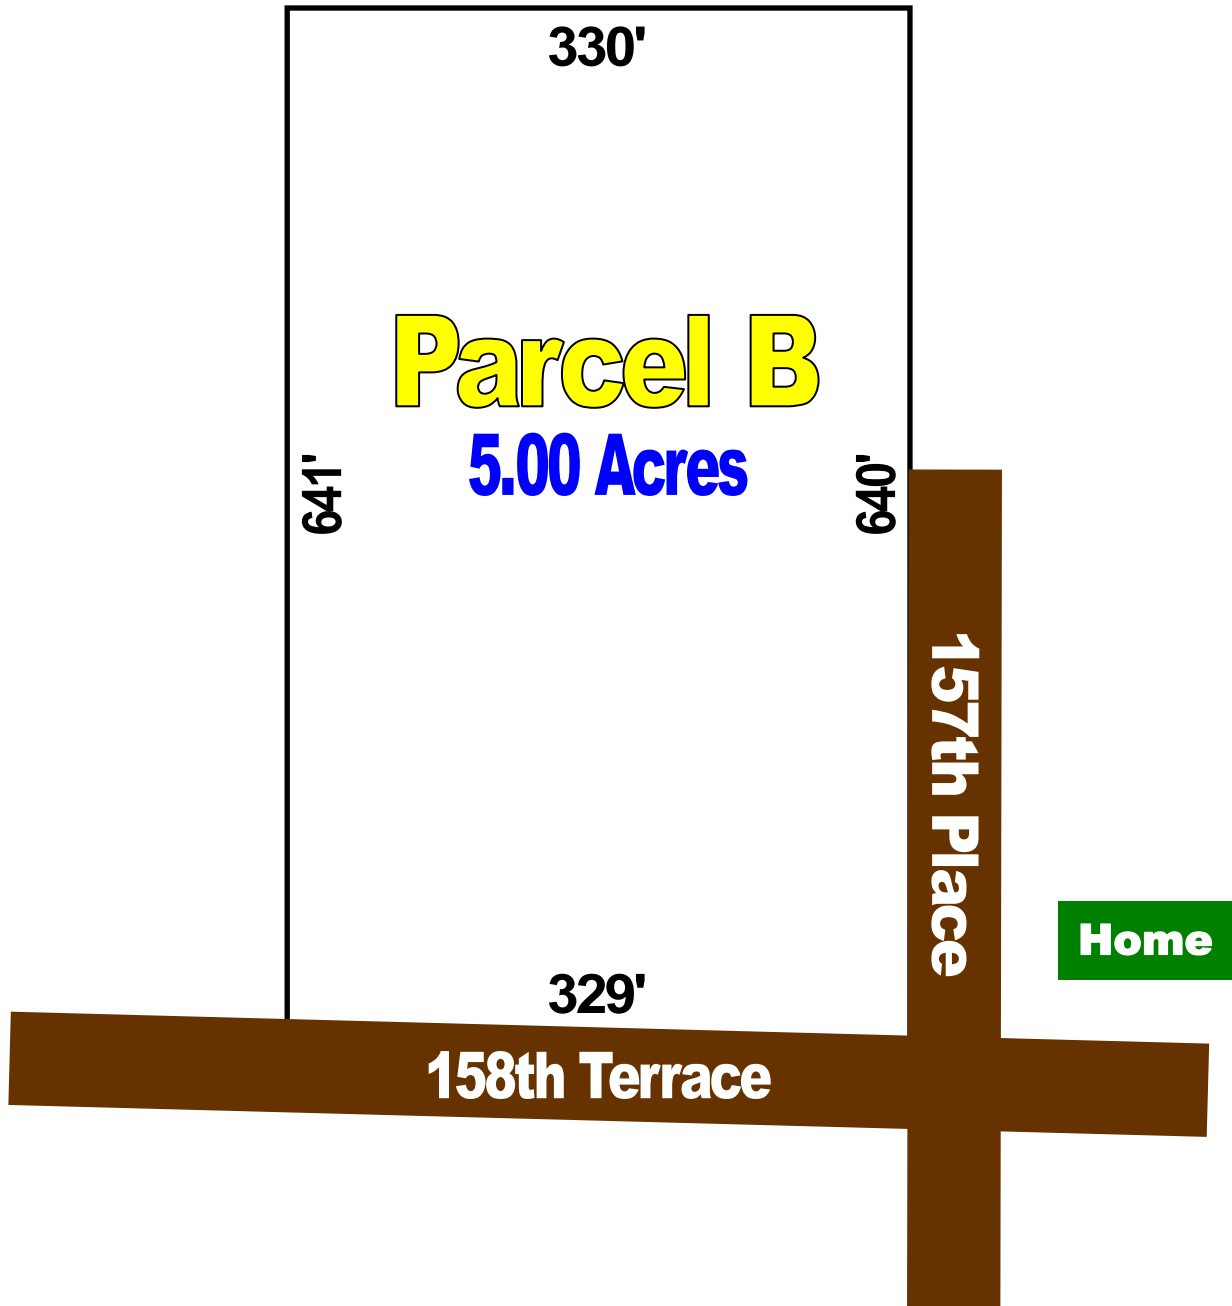 330'
Parcel B
5.00 Acres
641'
640'
157th Place
Home
329'
158th Terrace